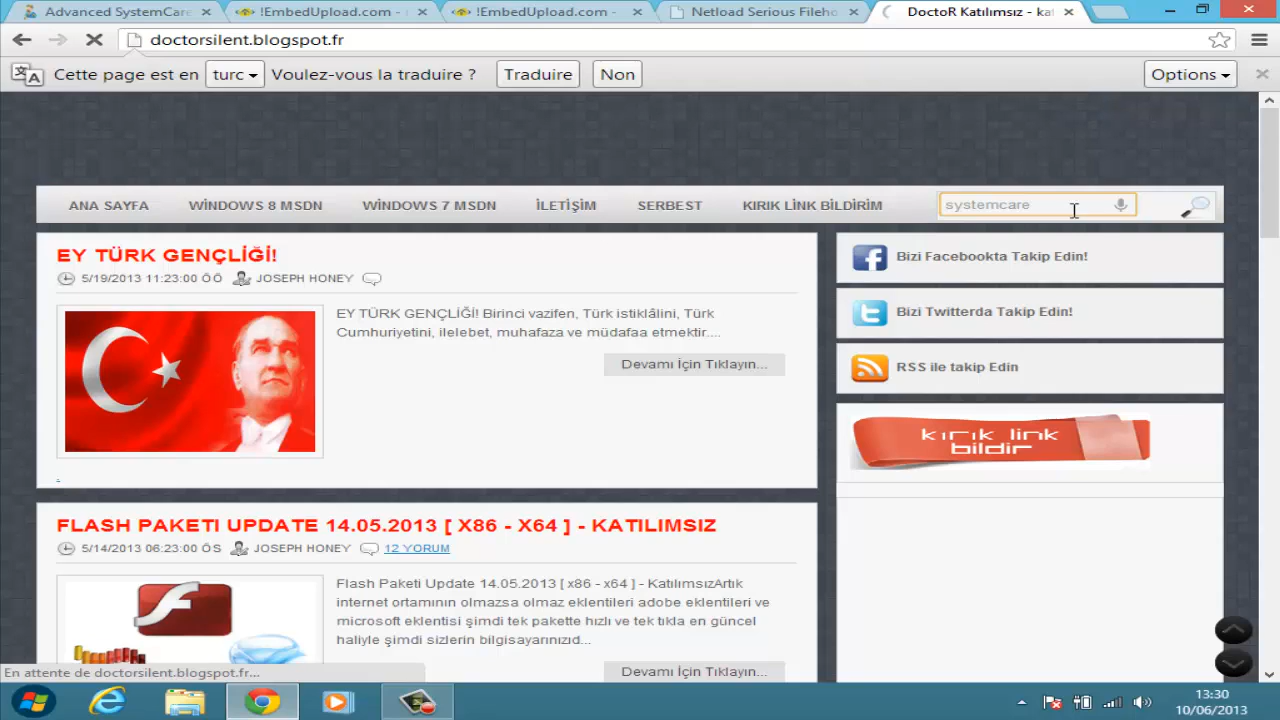 Advanced SystemCare
!EmbedUpload.com -
!EmbedUpload.com -
Netload Serious Fileho
DoctoR Katılımsız - kat
doctorsilent.blogspot.fr
Cette page est en turc Voulez-vous la traduire ? Traduire Non Options
ANA SAYFA WİNDOWS 8 MSDN WİNDOWS 7 MSDN İLETİŞİM SERBEST KIRIK LİNK BİLDİRİM systemcare
EY TÜRK GENÇLİĞİ!
5/19/2013 11:23:00 ÖÖ JOSEPH HONEY
EY TÜRK GENÇLİĞİ! Birinci vazifen, Türk istiklâlini, Türk
Cumhuriyetini, ilelebet, muhafaza ve müdafaa etmektir....
Devamı İçin Tıklayın...
.
FLASH PAKETI UPDATE 14.05.2013 [ X86 - X64 ] - KATILIMSIZ
5/14/2013 06:23:00 ÖS JOSEPH HONEY 12 YORUM
Flash Paketi Update 14.05.2013 [ x86 - x64 ] - KatılımsızArtık
internet ortamının olmazsa olmaz eklentileri adobe eklentileri ve
microsoft eklentisi şimdi tek pakette hızlı ve tek tıkla en güncel
haliyle şimdi sizlerin bilgisayarınızıd...
Devamı İçin Tıklayın...
Bizi Facebookta Takip Edin!
Bizi Twitterda Takip Edin!
RSS ile takip Edin
kırık link
bildir
En attente de doctorsilent.blogspot.fr...
13:30
10/06/2013